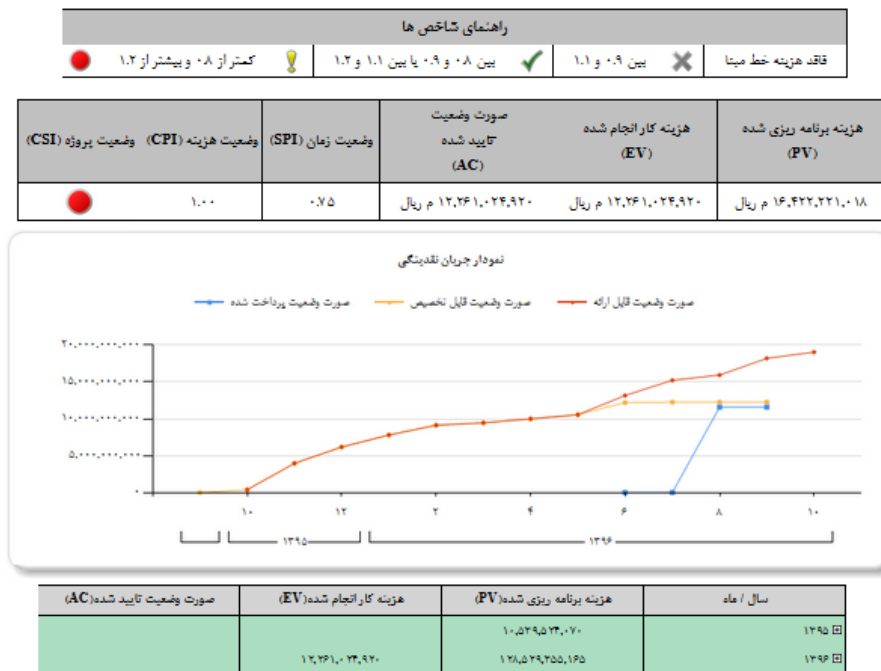 راهنمای شاخص ها
فاقد هزینه خط مبنا
بین ۰.۹ و ۱.۱
بین ۰.۸ و ۰.۹ یا بین ۱.۱ و ۱.۲
کمتر از ۰.۸ و بیشتر از ۱.۲
هزینه برنامه ریزی شده (PV)
هزینه کار انجام شده (EV)
صورت وضعیت تایید شده (AC)
وضعیت زمان (SPI)
وضعیت هزینه (CPI)
وضعیت پروژه (CSI)
۱۶,۴۲۲,۲۲۱,۰۱۸ م ریال
۱۲,۲۶۱,۰۲۴,۹۲۰ م ریال
۱۲,۲۶۱,۰۲۴,۹۲۰ م ریال
۰.۷۵
۱.۰۰
نمودار جریان نقدینگی
صورت وضعیت قابل ارائه
صورت وضعیت قابل تخصیص
صورت وضعیت پرداخت شده
۲۰,۰۰۰,۰۰۰,۰۰۰
۱۵,۰۰۰,۰۰۰,۰۰۰
۱۰,۰۰۰,۰۰۰,۰۰۰
۵,۰۰۰,۰۰۰,۰۰۰
۰
۱۰ ۱۲ ۲ ۴ ۶ ۸ ۱۰
۱۳۹۵ ۱۳۹۶
سال / ماه
هزینه برنامه ریزی شده(PV)
هزینه کار انجام شده(EV)
صورت وضعیت تایید شده(AC)
۱۳۹۵
۱۰,۵۳۹,۵۲۴,۰۷۰
۱۳۹۶
۱۲۸,۵۲۹,۳۵۵,۱۶۵
۱۲,۲۶۱,۰۲۴,۹۲۰